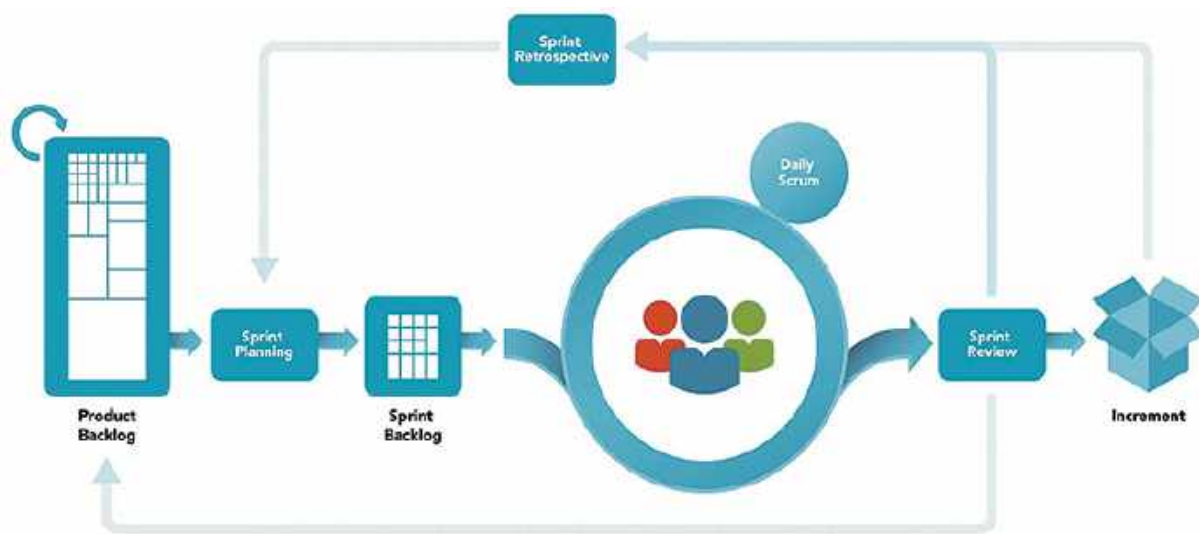 Sprint
Retrospective
Daily
Scrum
Sprint
Planning
Sprint
Review
Product
Backlog
Sprint
Backlog
Increment